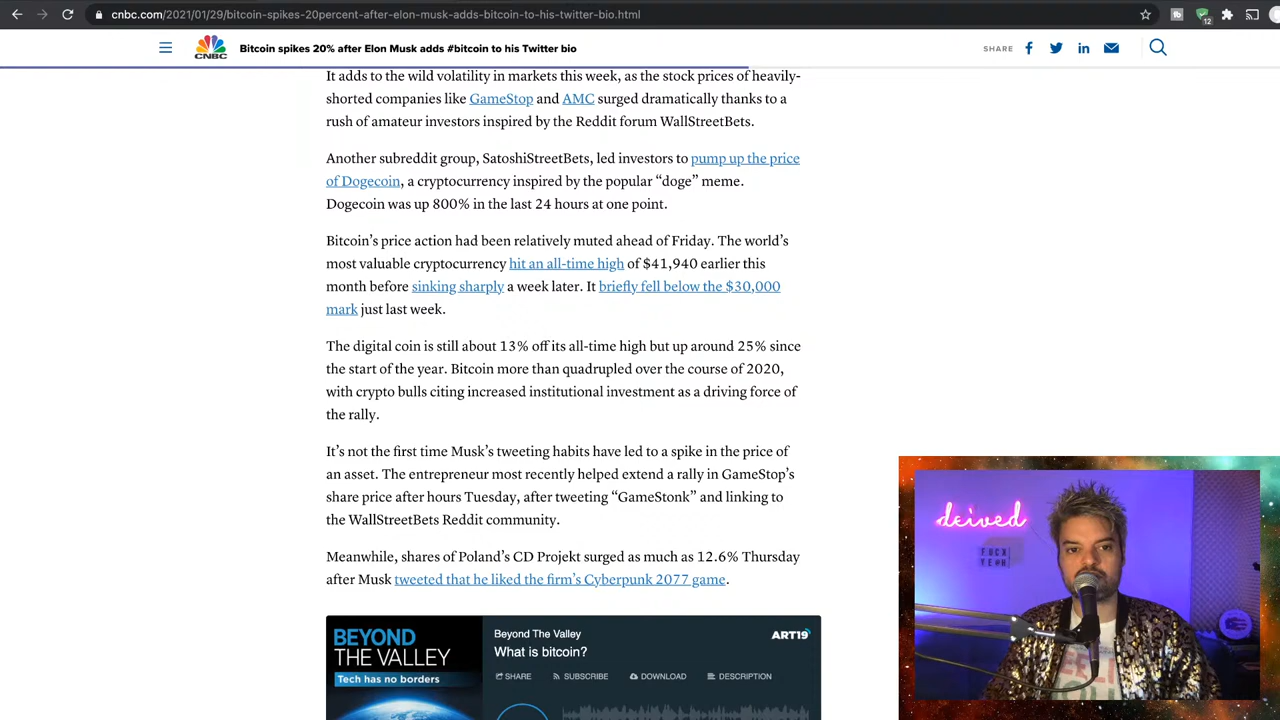 cnbc.com/2021/01/29/bitcoin-spikes-20percent-after-elon-musk-adds-bitcoin-to-his-twitter-bio.html
12
CNBC
Bitcoin spikes 20% after Elon Musk adds #bitcoin to his Twitter bio
SHARE
It adds to the wild volatility in markets this week, as the stock prices of heavily-
shorted companies like GameStop and AMC surged dramatically thanks to a
rush of amateur investors inspired by the Reddit forum WallStreetBets.
Another subreddit group, SatoshiStreetBets, led investors to pump up the price
of Dogecoin, a cryptocurrency inspired by the popular “doge” meme.
Dogecoin was up 800% in the last 24 hours at one point.
Bitcoin’s price action had been relatively muted ahead of Friday. The world’s
most valuable cryptocurrency hit an all-time high of $41,940 earlier this
month before sinking sharply a week later. It briefly fell below the $30,000
mark just last week.
The digital coin is still about 13% off its all-time high but up around 25% since
the start of the year. Bitcoin more than quadrupled over the course of 2020,
with crypto bulls citing increased institutional investment as a driving force of
the rally.
It’s not the first time Musk’s tweeting habits have led to a spike in the price of
an asset. The entrepreneur most recently helped extend a rally in GameStop’s
share price after hours Tuesday, after tweeting “GameStonk” and linking to
the WallStreetBets Reddit community.
Meanwhile, shares of Poland’s CD Projekt surged as much as 12.6% Thursday
after Musk tweeted that he liked the firm’s Cyberpunk 2077 game.
BEYOND
THE VALLEY
Tech has no borders
Beyond The Valley
ART19
What is bitcoin?
SHARE
SUBSCRIBE
DOWNLOAD
DESCRIPTION
deived
FUCK
YEAH